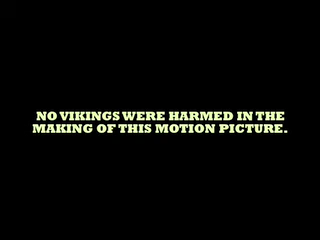 NO VIKINGS WERE HARMED IN THE
MAKING OF THIS MOTION PICTURE.